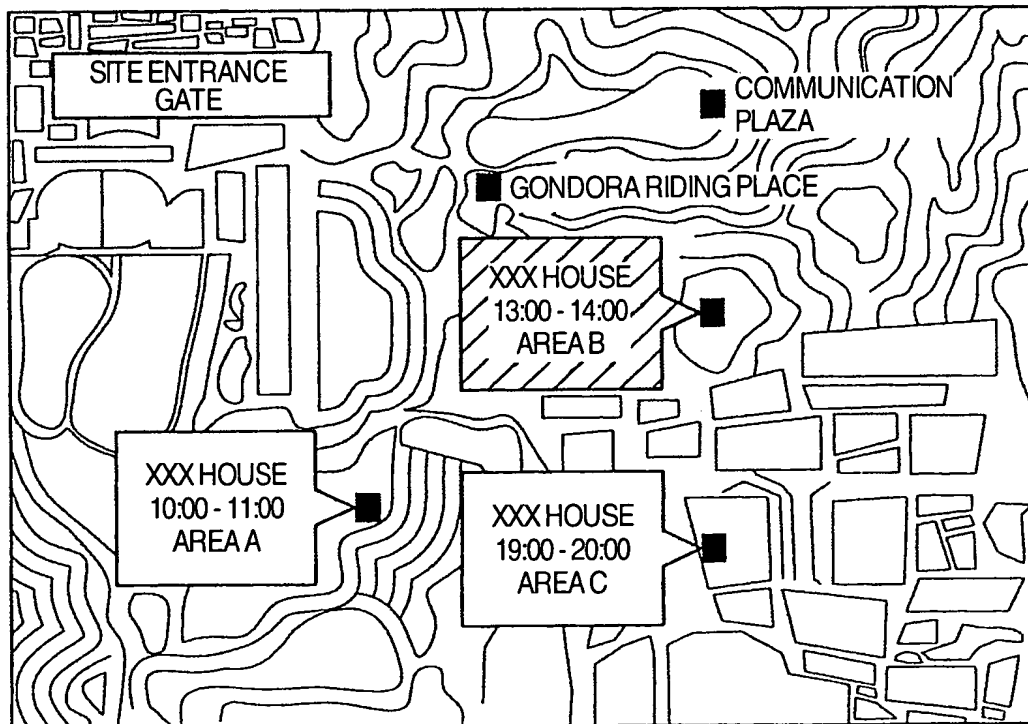 SITE ENTRANCE
GATE
COMMUNICATION
PLAZA
GONDORA RIDING PLACE
XXX HOUSE
13:00 - 14:00
AREA B
XXX HOUSE
10:00 - 11:00
AREA A
XXX HOUSE
19:00 - 20:00
AREA C